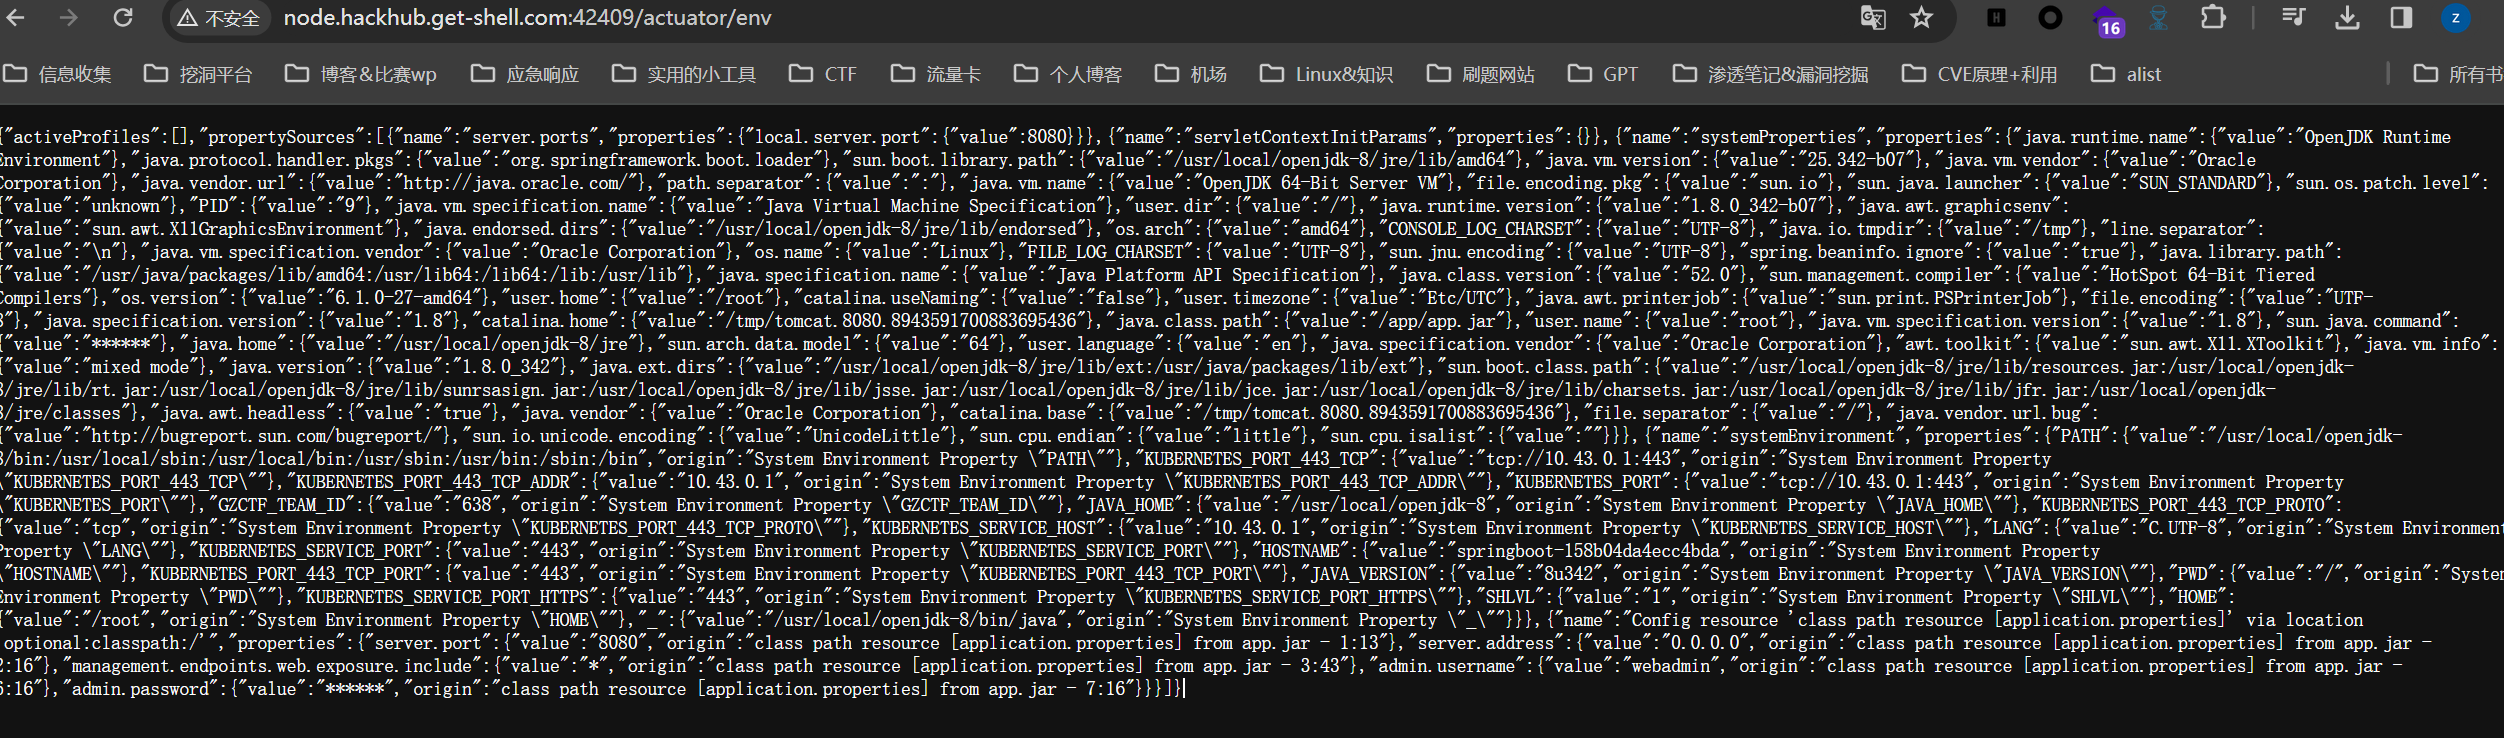 不安全 node.hackhub.get-shell.com:42409/actuator/env 16 z
信息收集 挖洞平台 博客&比赛wp 应急响应 实用的小工具 CTF 流量卡 个人博客 机场 Linux&知识 刷题网站 GPT 渗透笔记&漏洞挖掘 CVE原理+利用 alist 所有书
{"activeProfiles":[],"propertySources":[{"name":"server.ports","properties":{"local.server.port":{"value":8080}}},{"name":"servletContextInitParams","properties":{}},{"name":"systemProperties","properties":{"java.runtime.name":{"value":"OpenJDK Runtime
Environment"},"java.protocol.handler.pkgs":{"value":"org.springframework.boot.loader"},"sun.boot.library.path":{"value":"/usr/local/openjdk-8/jre/lib/amd64"},"java.vm.version":{"value":"25.342-b07"},"java.vm.vendor":{"value":"Oracle
Corporation"},"java.vendor.url":{"value":"http://java.oracle.com/"},"path.separator":{"value":":"},"java.vm.name":{"value":"OpenJDK 64-Bit Server VM"},"file.encoding.pkg":{"value":"sun.io"},"sun.java.launcher":{"value":"SUN_STANDARD"},"sun.os.patch.level":
{"value":"unknown"},"PID":{"value":"9"},"java.vm.specification.name":{"value":"Java Virtual Machine Specification"},"user.dir":{"value":"/"},"java.runtime.version":{"value":"1.8.0_342-b07"},"java.awt.graphicsenv":
{"value":"sun.awt.X11GraphicsEnvironment"},"java.endorsed.dirs":{"value":"/usr/local/openjdk-8/jre/lib/endorsed"},"os.arch":{"value":"amd64"},"CONSOLE_LOG_CHARSET":{"value":"UTF-8"},"java.io.tmpdir":{"value":"/tmp"},"line.separator":
{"value":"\n"},"java.vm.specification.vendor":{"value":"Oracle Corporation"},"os.name":{"value":"Linux"},"FILE_LOG_CHARSET":{"value":"UTF-8"},"sun.jnu.encoding":{"value":"UTF-8"},"spring.beaninfo.ignore":{"value":"true"},"java.library.path":
{"value":"/usr/java/packages/lib/amd64:/usr/lib64:/lib64:/lib:/usr/lib"},"java.specification.name":{"value":"Java Platform API Specification"},"java.class.version":{"value":"52.0"},"sun.management.compiler":{"value":"HotSpot 64-Bit Tiered
Compilers"},"os.version":{"value":"6.1.0-27-amd64"},"user.home":{"value":"/root"},"catalina.useNaming":{"value":"false"},"user.timezone":{"value":"Etc/UTC"},"java.awt.printerjob":{"value":"sun.print.PSPrinterJob"},"file.encoding":{"value":"UTF-
8"},"java.specification.version":{"value":"1.8"},"catalina.home":{"value":"/tmp/tomcat.8080.8943591700883695436"},"java.class.path":{"value":"/app/app.jar"},"user.name":{"value":"root"},"java.vm.specification.version":{"value":"1.8"},"sun.java.command":
{"value":"******"},"java.home":{"value":"/usr/local/openjdk-8/jre"},"sun.arch.data.model":{"value":"64"},"user.language":{"value":"en"},"java.specification.vendor":{"value":"Oracle Corporation"},"awt.toolkit":{"value":"sun.awt.X11.XToolkit"},"java.vm.info":
{"value":"mixed mode"},"java.version":{"value":"1.8.0_342"},"java.ext.dirs":{"value":"/usr/local/openjdk-8/jre/lib/ext:/usr/java/packages/lib/ext"},"sun.boot.class.path":{"value":"/usr/local/openjdk-8/jre/lib/resources.jar:/usr/local/openjdk-
8/jre/lib/rt.jar:/usr/local/openjdk-8/jre/lib/sunrsasign.jar:/usr/local/openjdk-8/jre/lib/jsse.jar:/usr/local/openjdk-8/jre/lib/jce.jar:/usr/local/openjdk-8/jre/lib/charsets.jar:/usr/local/openjdk-8/jre/lib/jfr.jar:/usr/local/openjdk-
8/jre/classes"},"java.awt.headless":{"value":"true"},"java.vendor":{"value":"Oracle Corporation"},"catalina.base":{"value":"/tmp/tomcat.8080.8943591700883695436"},"file.separator":{"value":"/"},"java.vendor.url.bug":
{"value":"http://bugreport.sun.com/bugreport/"},"sun.io.unicode.encoding":{"value":"UnicodeLittle"},"sun.cpu.endian":{"value":"little"},"sun.cpu.isalist":{"value":""}}},{"name":"systemEnvironment","properties":{"PATH":{"value":"/usr/local/openjdk-
8/bin:/usr/local/sbin:/usr/local/bin:/usr/sbin:/usr/bin:/sbin:/bin","origin":"System Environment Property \"PATH\""},"KUBERNETES_PORT_443_TCP":{"value":"tcp://10.43.0.1:443","origin":"System Environment Property
\"KUBERNETES_PORT_443_TCP\""},"KUBERNETES_PORT_443_TCP_ADDR":{"value":"10.43.0.1","origin":"System Environment Property \"KUBERNETES_PORT_443_TCP_ADDR\""},"KUBERNETES_PORT":{"value":"tcp://10.43.0.1:443","origin":"System Environment Property
\"KUBERNETES_PORT\""},"GZCTF_TEAM_ID":{"value":"638","origin":"System Environment Property \"GZCTF_TEAM_ID\""},"JAVA_HOME":{"value":"/usr/local/openjdk-8","origin":"System Environment Property \"JAVA_HOME\""},"KUBERNETES_PORT_443_TCP_PROTO":
{"value":"tcp","origin":"System Environment Property \"KUBERNETES_PORT_443_TCP_PROTO\""},"KUBERNETES_SERVICE_HOST":{"value":"10.43.0.1","origin":"System Environment Property \"KUBERNETES_SERVICE_HOST\""},"LANG":{"value":"C.UTF-8","origin":"System Environment
Property \"LANG\""},"KUBERNETES_SERVICE_PORT":{"value":"443","origin":"System Environment Property \"KUBERNETES_SERVICE_PORT\""},"HOSTNAME":{"value":"springboot-158b04da4ecc4bda","origin":"System Environment Property
\"HOSTNAME\""},"KUBERNETES_PORT_443_TCP_PORT":{"value":"443","origin":"System Environment Property \"KUBERNETES_PORT_443_TCP_PORT\""},"JAVA_VERSION":{"value":"8u342","origin":"System Environment Property \"JAVA_VERSION\""},"PWD":{"value":"/","origin":"System
Environment Property \"PWD\""},"KUBERNETES_SERVICE_PORT_HTTPS":{"value":"443","origin":"System Environment Property \"KUBERNETES_SERVICE_PORT_HTTPS\""},"SHLVL":{"value":"1","origin":"System Environment Property \"SHLVL\""},"HOME":
{"value":"/root","origin":"System Environment Property \"HOME\""},"_":{"value":"/usr/local/openjdk-8/bin/java","origin":"System Environment Property \"_\""}}},{"name":"Config resource 'class path resource [application.properties]' via location
'optional:classpath:/'","properties":{"server.port":{"value":"8080","origin":"class path resource [application.properties] from app.jar - 1:13"},"server.address":{"value":"0.0.0.0","origin":"class path resource [application.properties] from app.jar -
2:16"},"management.endpoints.web.exposure.include":{"value":"*","origin":"class path resource [application.properties] from app.jar - 3:43"},"admin.username":{"value":"webadmin","origin":"class path resource [application.properties] from app.jar -
6:16"},"admin.password":{"value":"******","origin":"class path resource [application.properties] from app.jar - 7:16"}}}]}